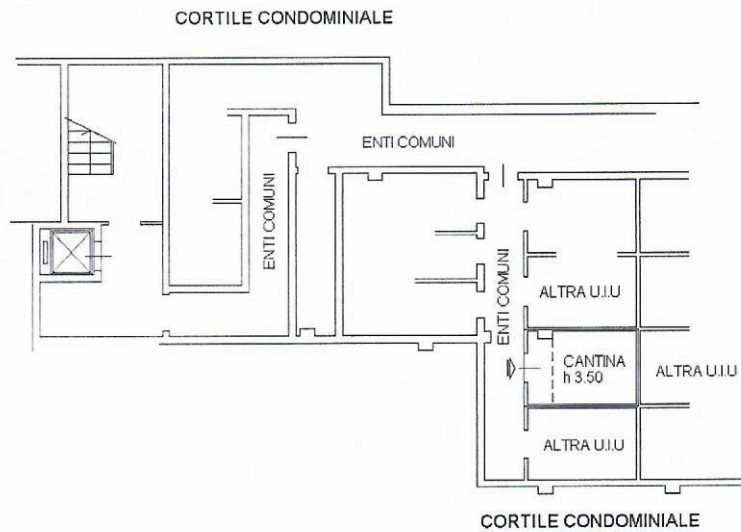 CORTILE CONDOMINIALE
ENTI COMUNI
ENTI COMUNI
ENTI COMUNI
ALTRA U.I.U
CANTINA
h 3.50
ALTRA U.I.U
ALTRA U.I.U
CORTILE CONDOMINIALE